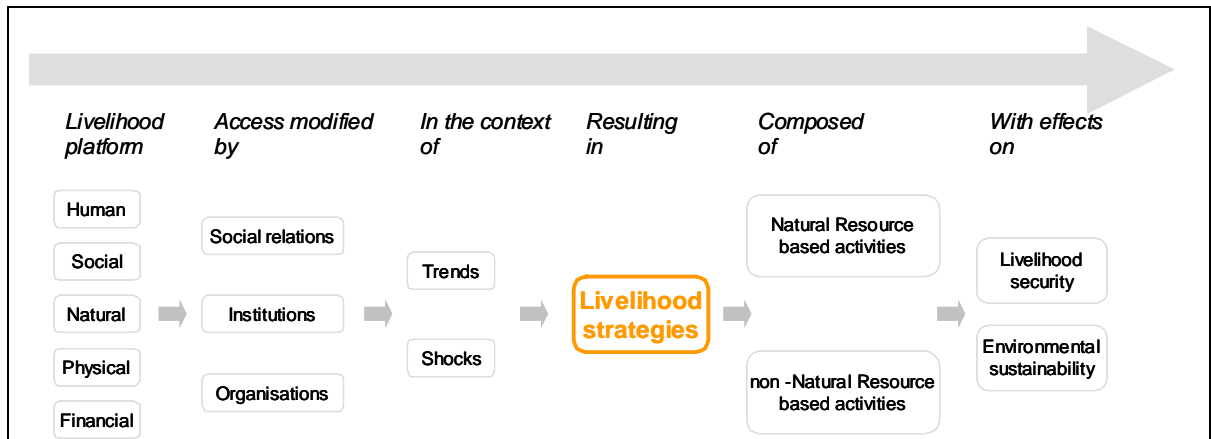 Livelihood
platform
Access modified
by
In the context
of
Resulting
in
Composed
of
With effects
on
Human
Social
Natural
Physical
Financial
Social relations
Institutions
Organisations
Trends
Shocks
Livelihood
strategies
Natural Resource
based activities
non -Natural Resource
based activities
Livelihood
security
Environmental
sustainability